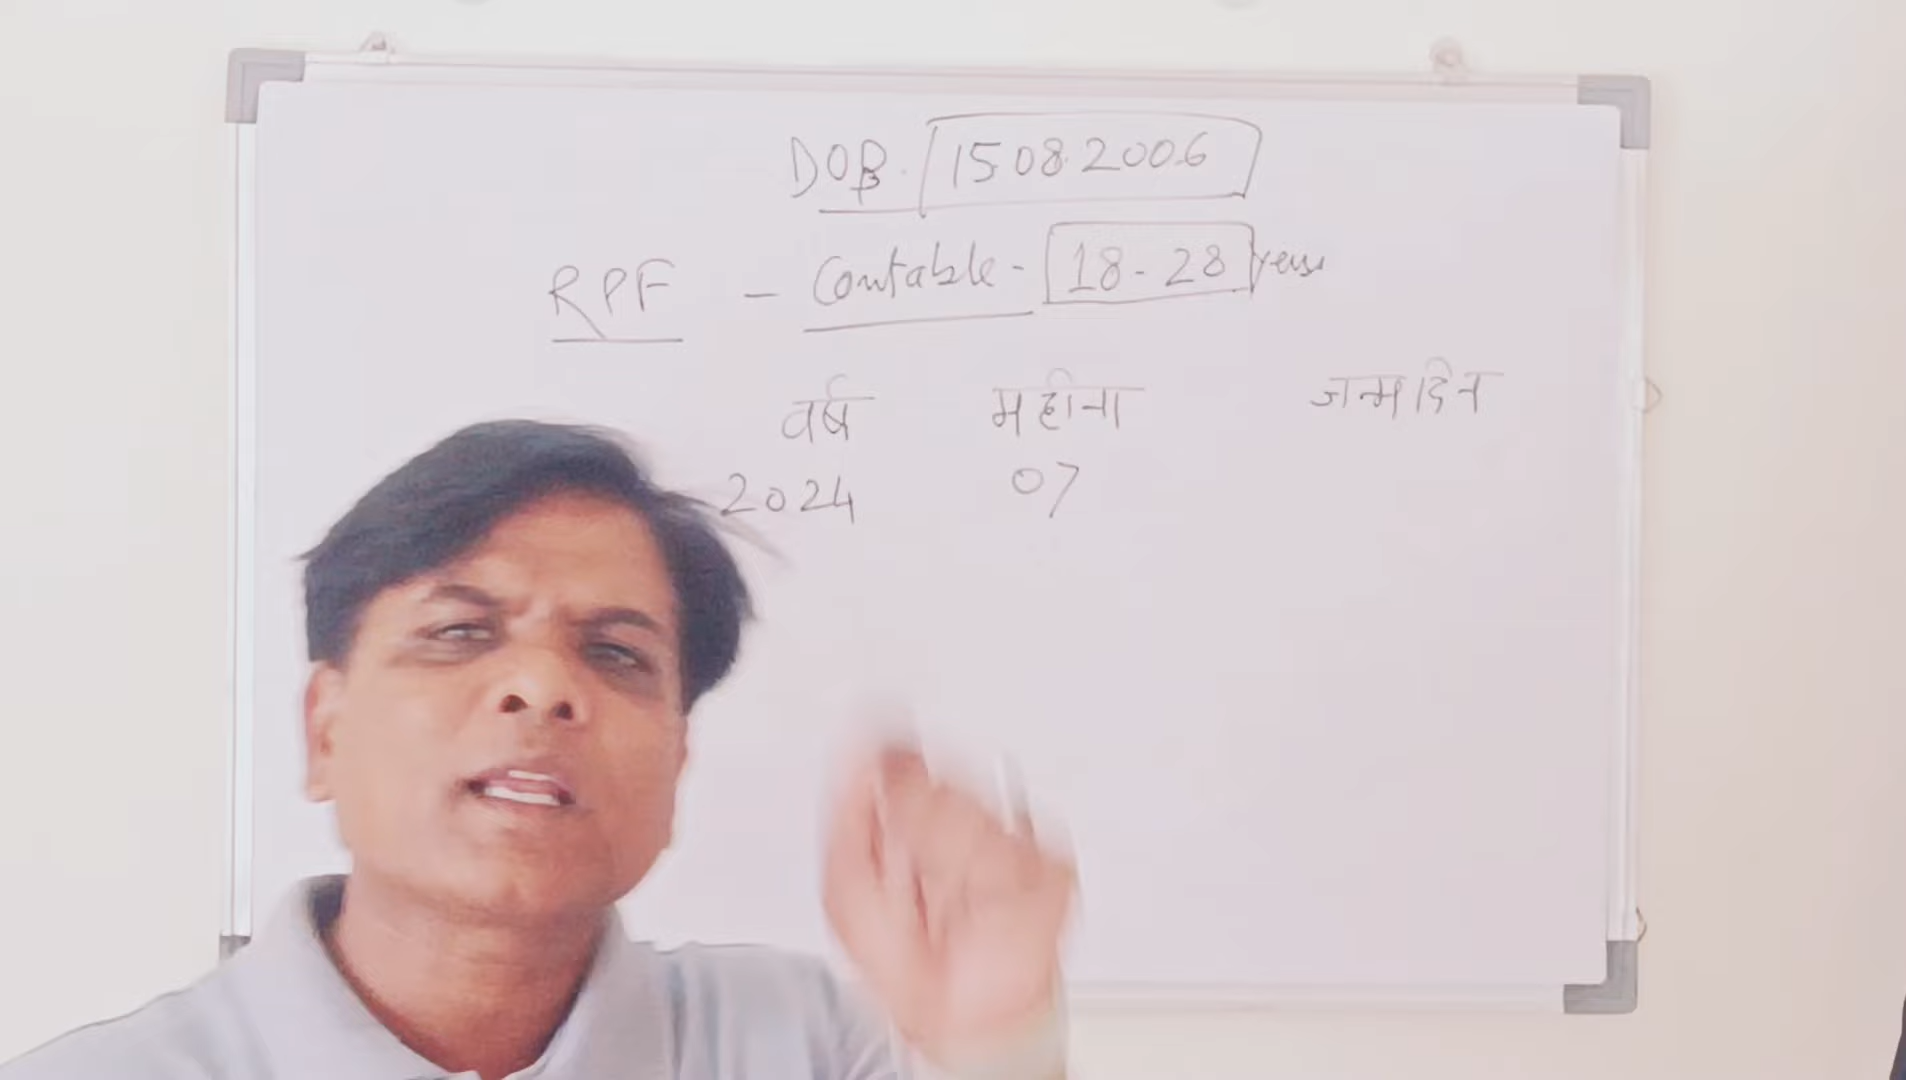 DOB. 15.08.2006
RPF - Contable - 18-28 years
वर्ष महीना जन्मदिन
2024 07